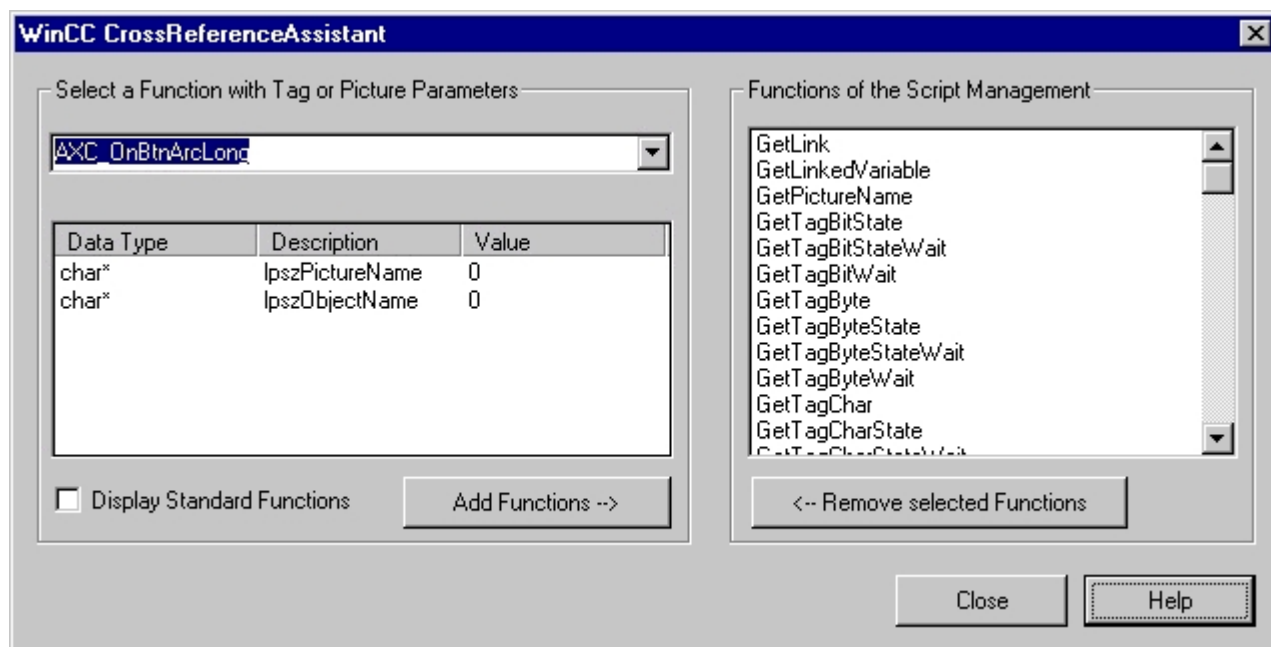 WinCC CrossReferenceAssistant
Select a Function with Tag or Picture Parameters
AXC_OnBtnArcLong
Data Type Description Value
char* lpszPictureName 0
char* lpszObjectName 0
Display Standard Functions
Add Functions -->
Functions of the Script Management
GetLink
GetLinkedVariable
GetPictureName
GetTagBitState
GetTagBitStateWait
GetTagBitWait
GetTagByte
GetTagByteState
GetTagByteStateWait
GetTagByteWait
GetTagChar
GetTagCharState
GetTagCharStateWait
<-- Remove selected Functions
Close
Help